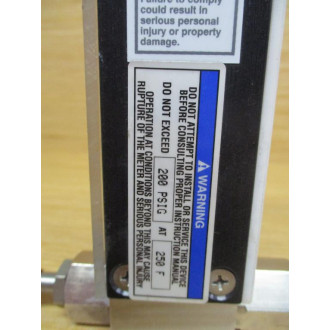 Failure to comply
could result in
serious personal
injury or property
damage.
WARNING
DO NOT ATTEMPT TO INSTALL OR SERVICE THIS DEVICE
BEFORE CONSULTING PROPER INSTRUCTION MANUAL
DO NOT EXCEED 200 PSIG AT 250 F
OPERATION AT CONDITIONS BEYOND THIS MAY CAUSE
RUPTURE OF THE METER AND SERIOUS PERSONAL INJURY